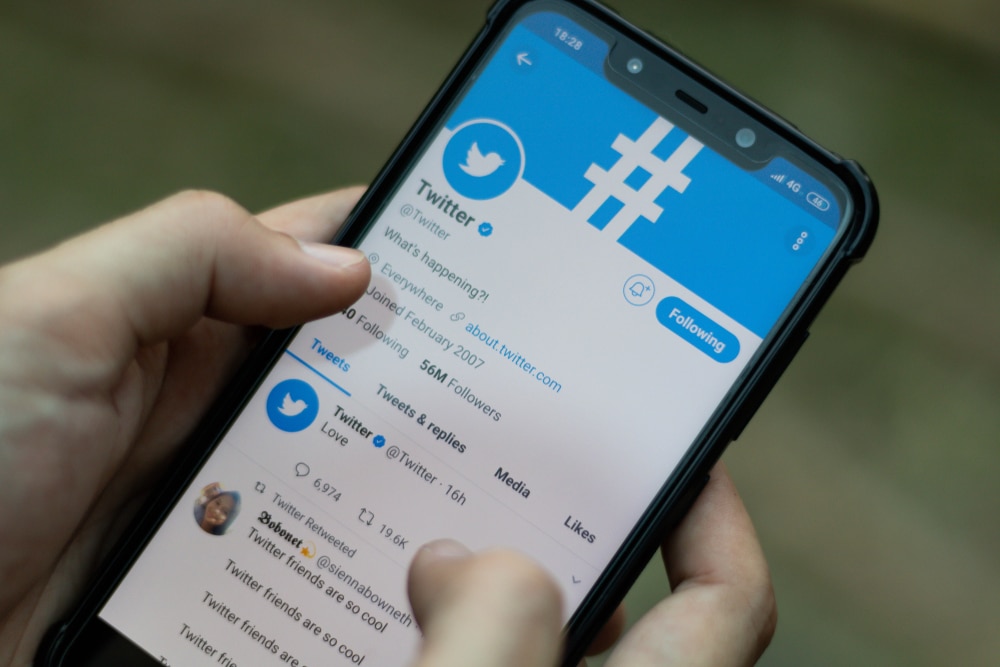 18:28
4G 46
#
Twitter
@Twitter
What's happening?!
Everywhere about.twitter.com
Joined February 2007
40 Following 56M Followers
Following
Tweets Tweets & replies Media Likes
Twitter @Twitter · 16h
Love
6,974 19.6K
Twitter Retweeted
Bobonet @siennabowneth
Twitter friends are so cool
Twitter friends are so cool
Twitter friends are so cool
Twitter